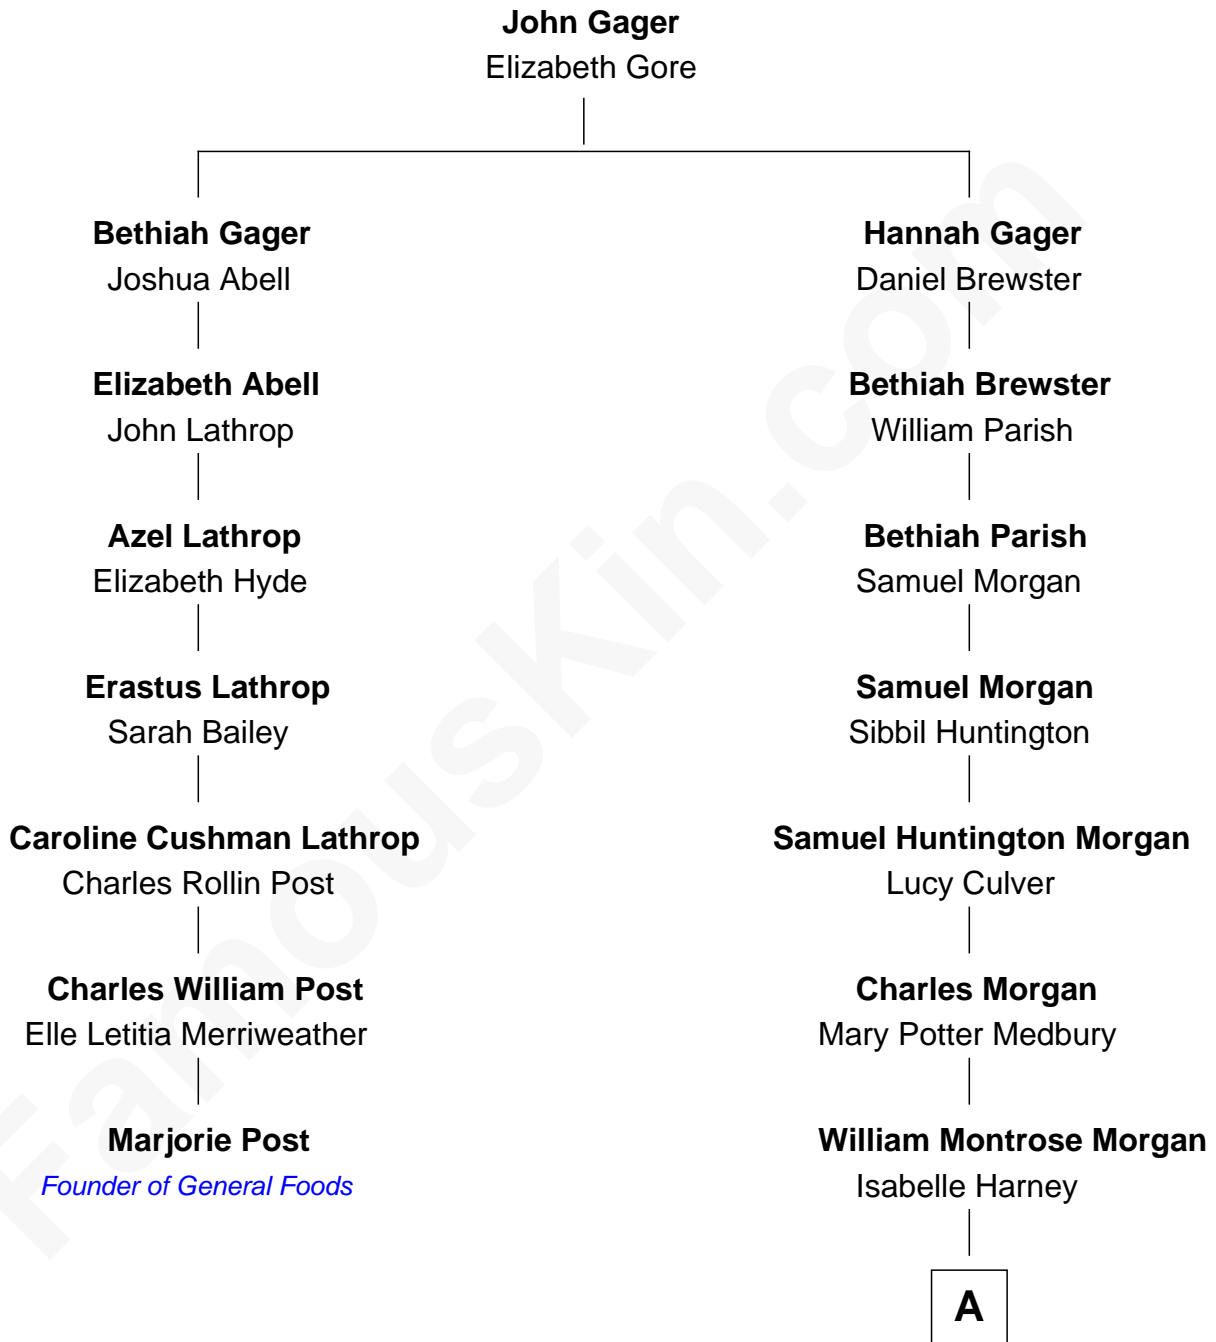 John Gager
Elizabeth Gore
Bethiah Gager
Joshua Abell
Hannah Gager
Daniel Brewster
Elizabeth Abell
John Lathrop
Bethiah Brewster
William Parish
Azel Lathrop
Elizabeth Hyde
Bethiah Parish
Samuel Morgan
Erastus Lathrop
Sarah Bailey
Samuel Morgan
Sibbil Huntington
Caroline Cushman Lathrop
Charles Rollin Post
Samuel Huntington Morgan
Lucy Culver
Charles William Post
Elle Letitia Merriweather
Charles Morgan
Mary Potter Medbury
Marjorie Post
Founder of General Foods
William Montrose Morgan
Isabelle Harney
A
FamousKin.com